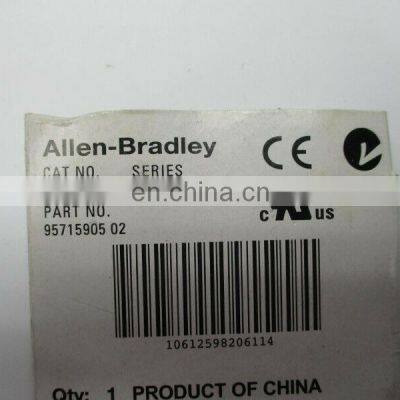 Allen-Bradley CE
CAT NO. SERIES
en.china.cn
PART NO. c us
95715905 02
10612598206114
Qty: 1 PRODUCT OF CHINA